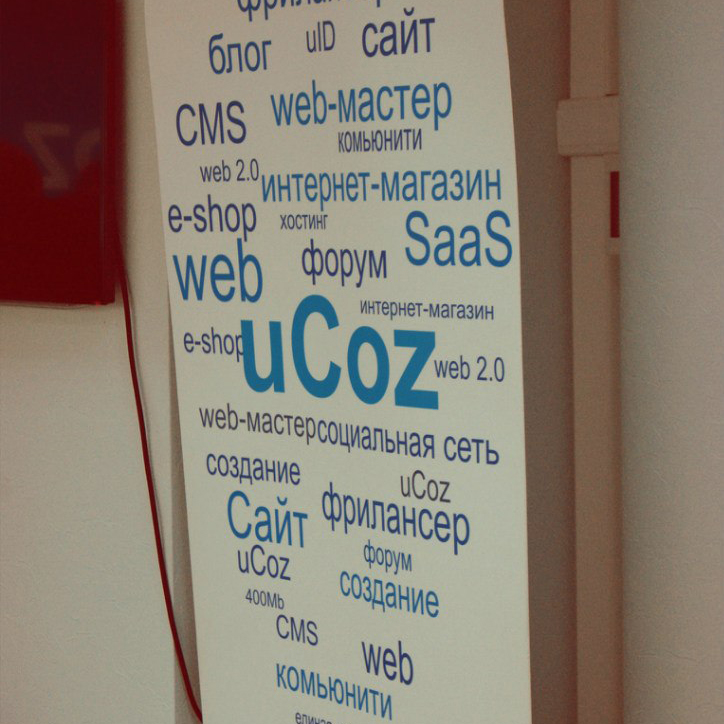 блог uID сайт
web-мастер
CMS
комьюнити
web 2.0
интернет-магазин
e-shop хостинг
SaaS
web форум
интернет-магазин
e-shop uCoz web 2.0
web-мастер социальная сеть
создание uCoz
Сайт фрилансер
uCoz форум
создание
400Mb
CMS web
комьюнити